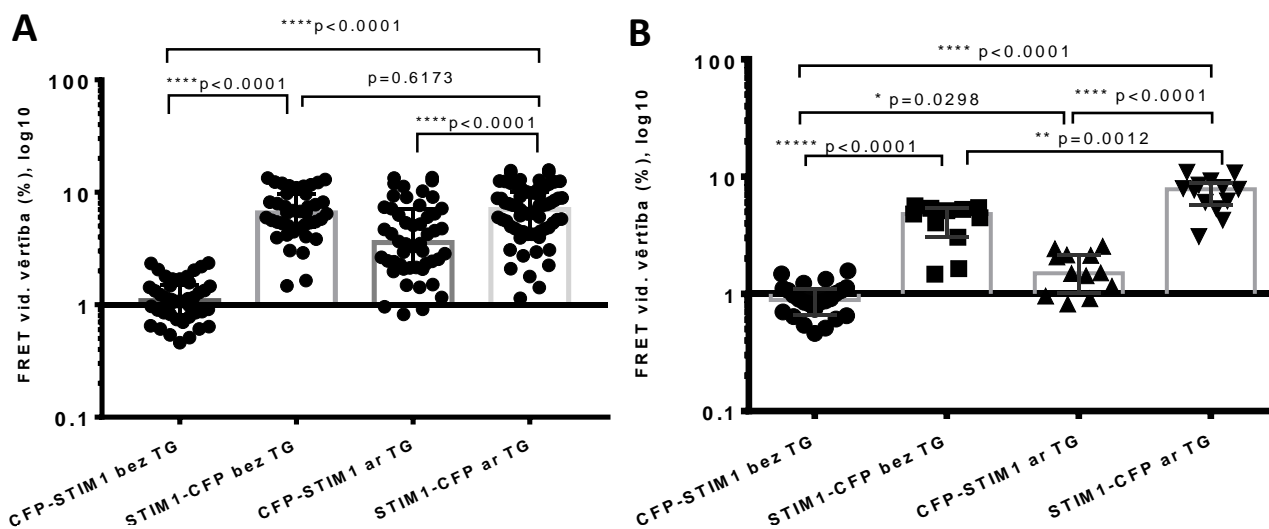 A
****p<0.0001
****p<0.0001
p=0.6173
****p<0.0001
FRET vid. vērtība (%), log10
100
10
1
0.1
CFP-STIM1 bez TG
STIM1-CFP bez TG
CFP-STIM1 ar TG
STIM1-CFP ar TG
B
**** p<0.0001
* p=0.0298
**** p<0.0001
***** p<0.0001
** p=0.0012
FRET vid. vērtība (%), log10
100
10
1
0.1
CFP-STIM1 bez TG
STIM1-CFP bez TG
CFP-STIM1 ar TG
STIM1-CFP ar TG